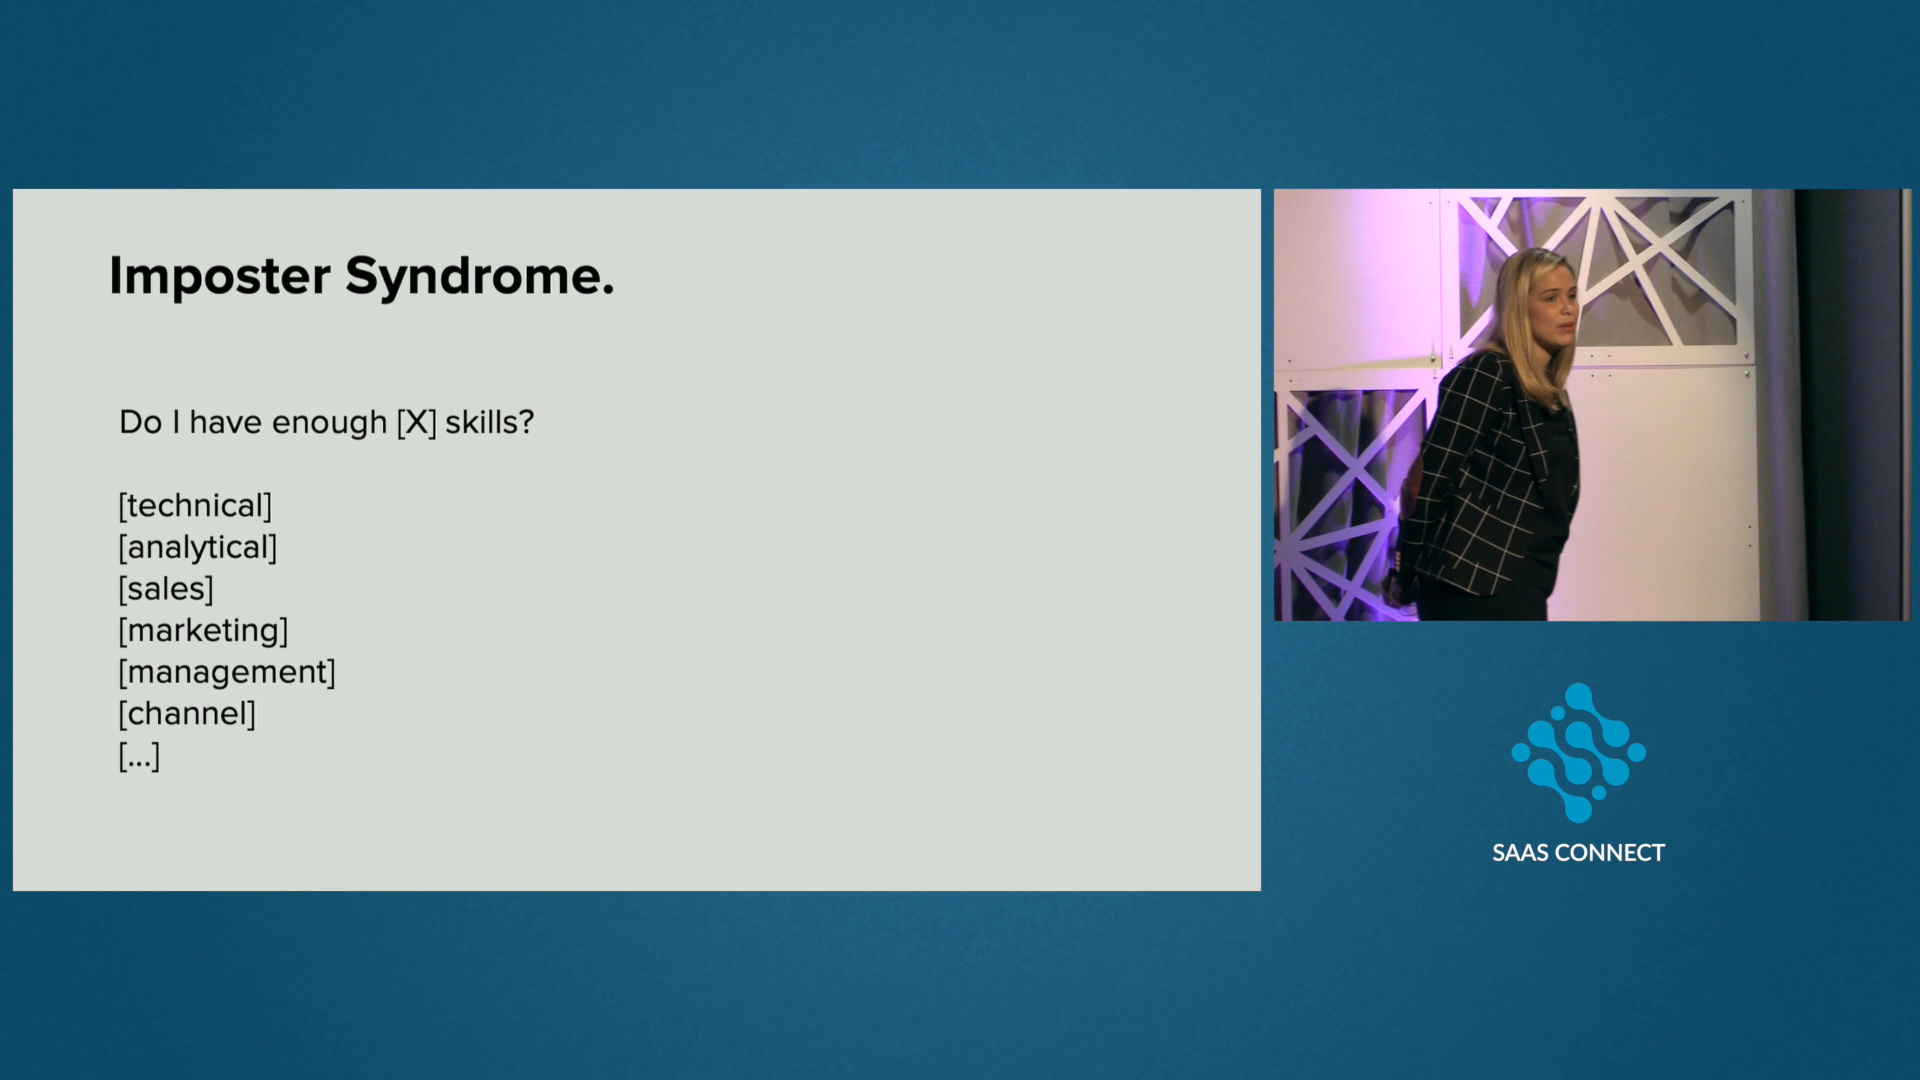 Imposter Syndrome.
Do I have enough [X] skills?
[technical]
[analytical]
[sales]
[marketing]
[management]
[channel]
[...]
SAAS CONNECT